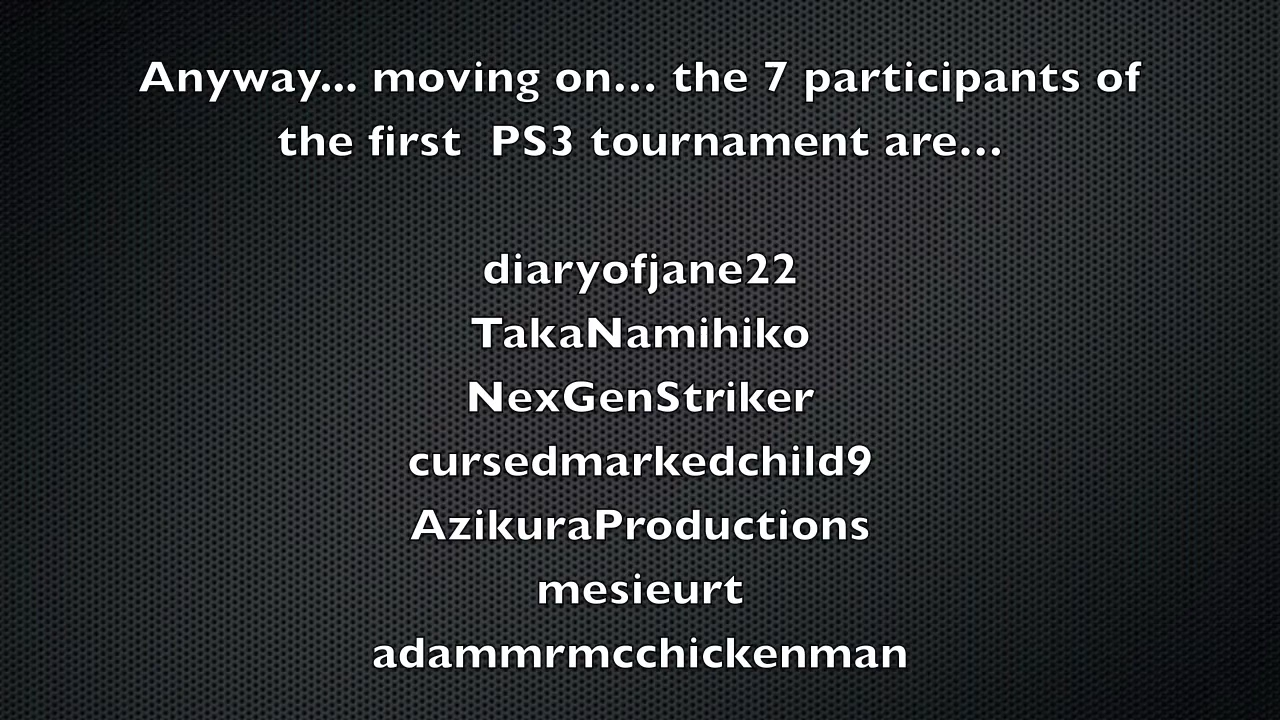 Anyway... moving on... the 7 participants of
the first  PS3 tournament are...
diaryofjane22
TakaNamihiko
NexGenStriker
cursedmarkedchild9
AzikuraProductions
mesieurt
adammrmcchickenman